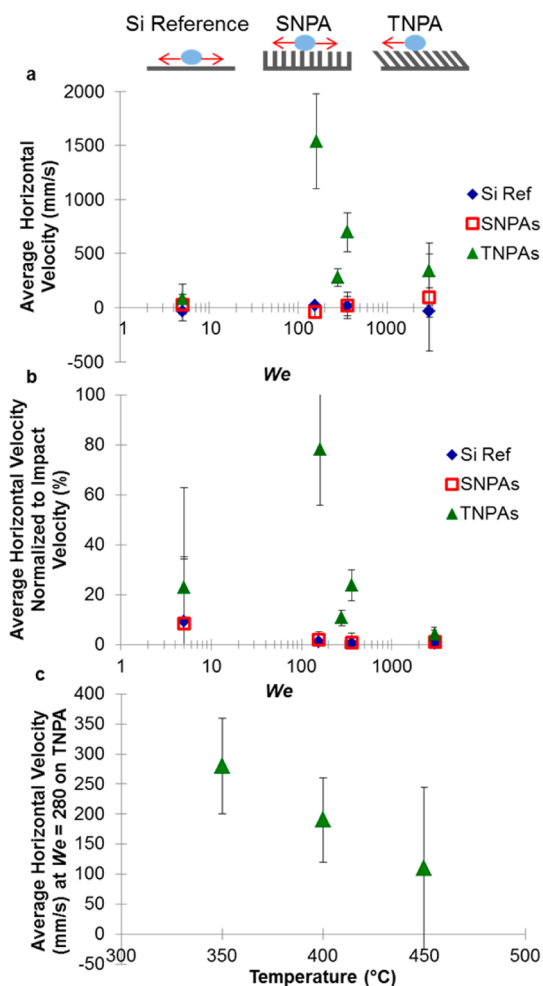 Si Reference SNPA TNPA
a
2000
1500
1000
500
0
-500
1 10 100 1000
Average Horizontal
Velocity (mm/s)
We
Si Ref
SNPAs
TNPAs
b
100
80
60
40
20
0
1 10 100 1000
Average Horizontal Velocity
Normalized to Impact
Velocity (%)
We
Si Ref
SNPAs
TNPAs
c
400
350
300
250
200
150
100
50
0
-50
300 350 400 450 500
Average Horizontal Velocity
(mm/s) at We = 280 on TNPA
Temperature (°C)